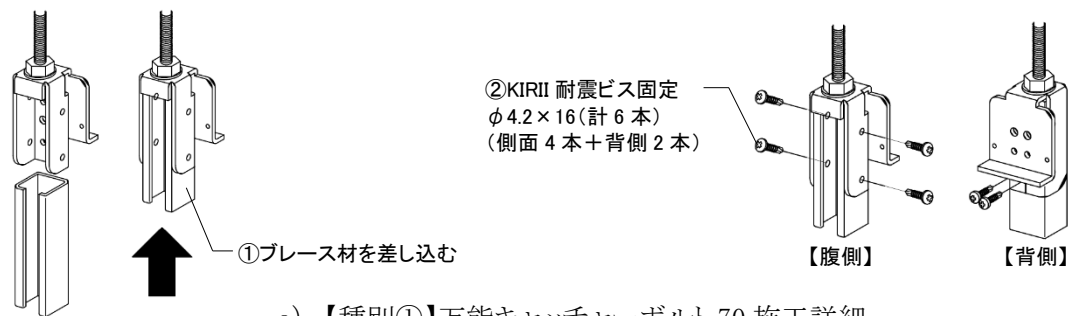 ②KIRII 耐震ビス固定
φ4.2×16(計 6 本)
(側面 4 本＋背側 2 本)
①ブレース材を差し込む
【腹側】
【背側】